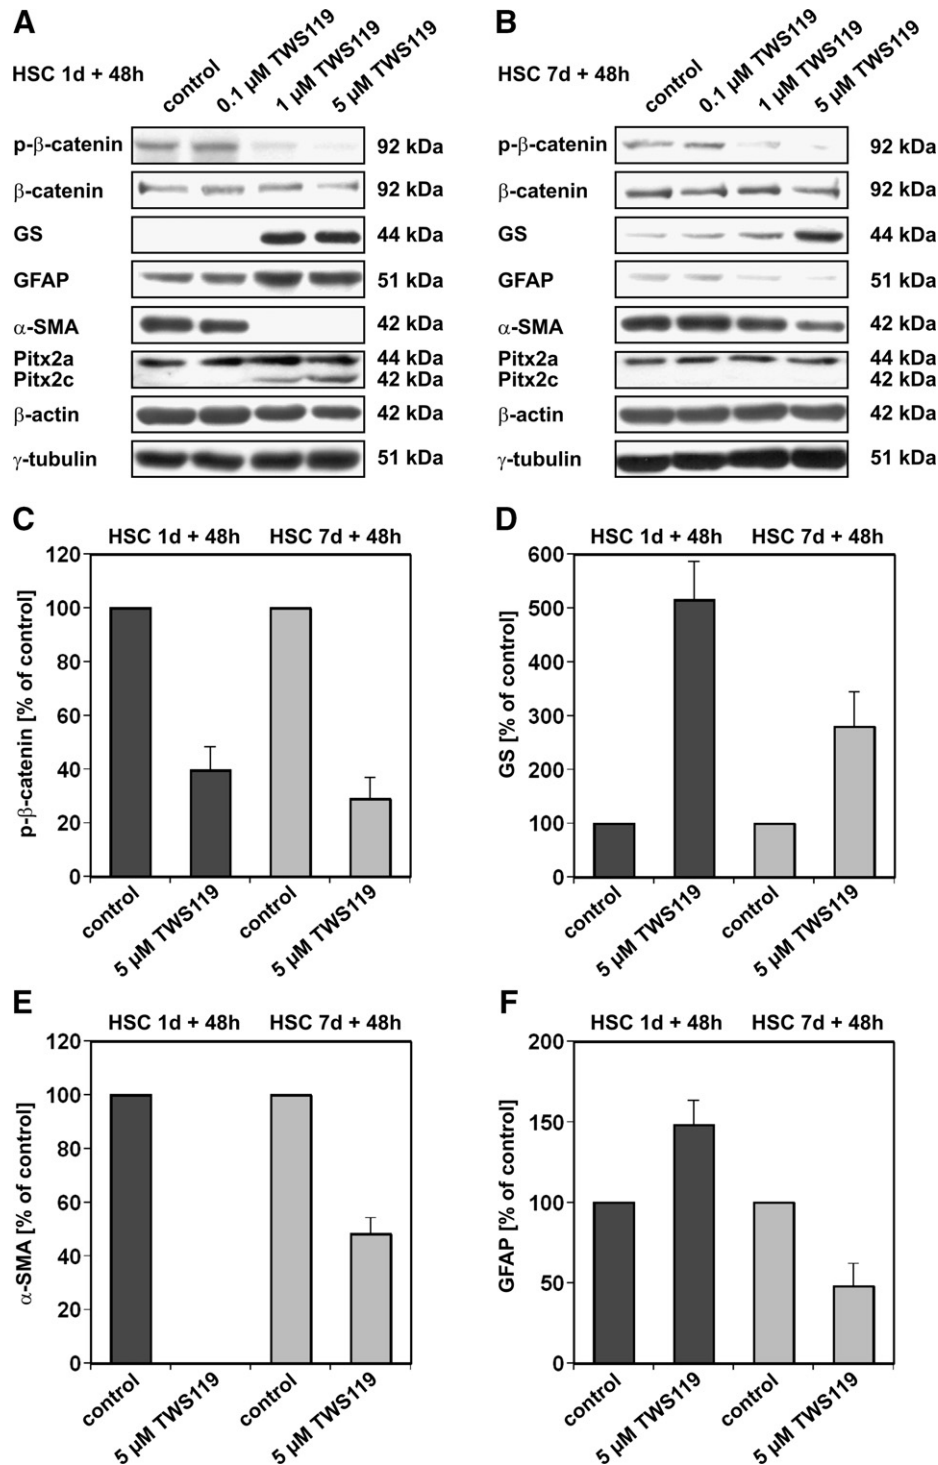 A
HSC 1d + 48h
control
0.1 µM TWS119
1 µM TWS119
5 µM TWS119
p-β-catenin 92 kDa
β-catenin 92 kDa
GS 44 kDa
GFAP 51 kDa
α-SMA 42 kDa
Pitx2a 44 kDa
Pitx2c 42 kDa
β-actin 42 kDa
γ-tubulin 51 kDa
B
HSC 7d + 48h
control
0.1 µM TWS119
1 µM TWS119
5 µM TWS119
p-β-catenin 92 kDa
β-catenin 92 kDa
GS 44 kDa
GFAP 51 kDa
α-SMA 42 kDa
Pitx2a 44 kDa
Pitx2c 42 kDa
β-actin 42 kDa
γ-tubulin 51 kDa
C
HSC 1d + 48h HSC 7d + 48h
p-β-catenin [% of control]
120
100
80
60
40
20
0
control
5 µM TWS119
control
5 µM TWS119
D
HSC 1d + 48h HSC 7d + 48h
GS [% of control]
600
500
400
300
200
100
0
control
5 µM TWS119
control
5 µM TWS119
E
HSC 1d + 48h HSC 7d + 48h
α-SMA [% of control]
120
100
80
60
40
20
0
control
5 µM TWS119
control
5 µM TWS119
F
HSC 1d + 48h HSC 7d + 48h
GFAP [% of control]
200
150
100
50
0
control
5 µM TWS119
control
5 µM TWS119